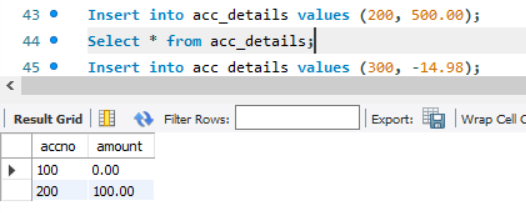 43 Insert into acc_details values (200, 500.00);
44 Select * from acc_details;
45 Insert into acc details values (300, -14.98);
Result Grid Filter Rows: Export: Wrap Cell C
accno amount
100 0.00
200 100.00